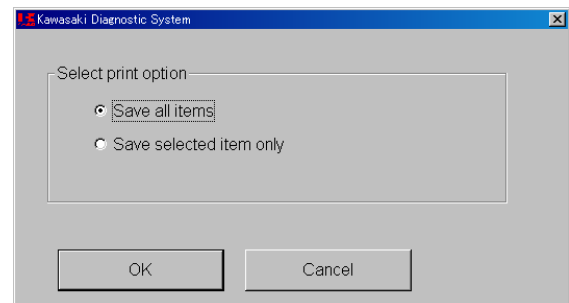 Kawasaki Diagnostic System
Select print option
Save all items
Save selected item only
OK
Cancel